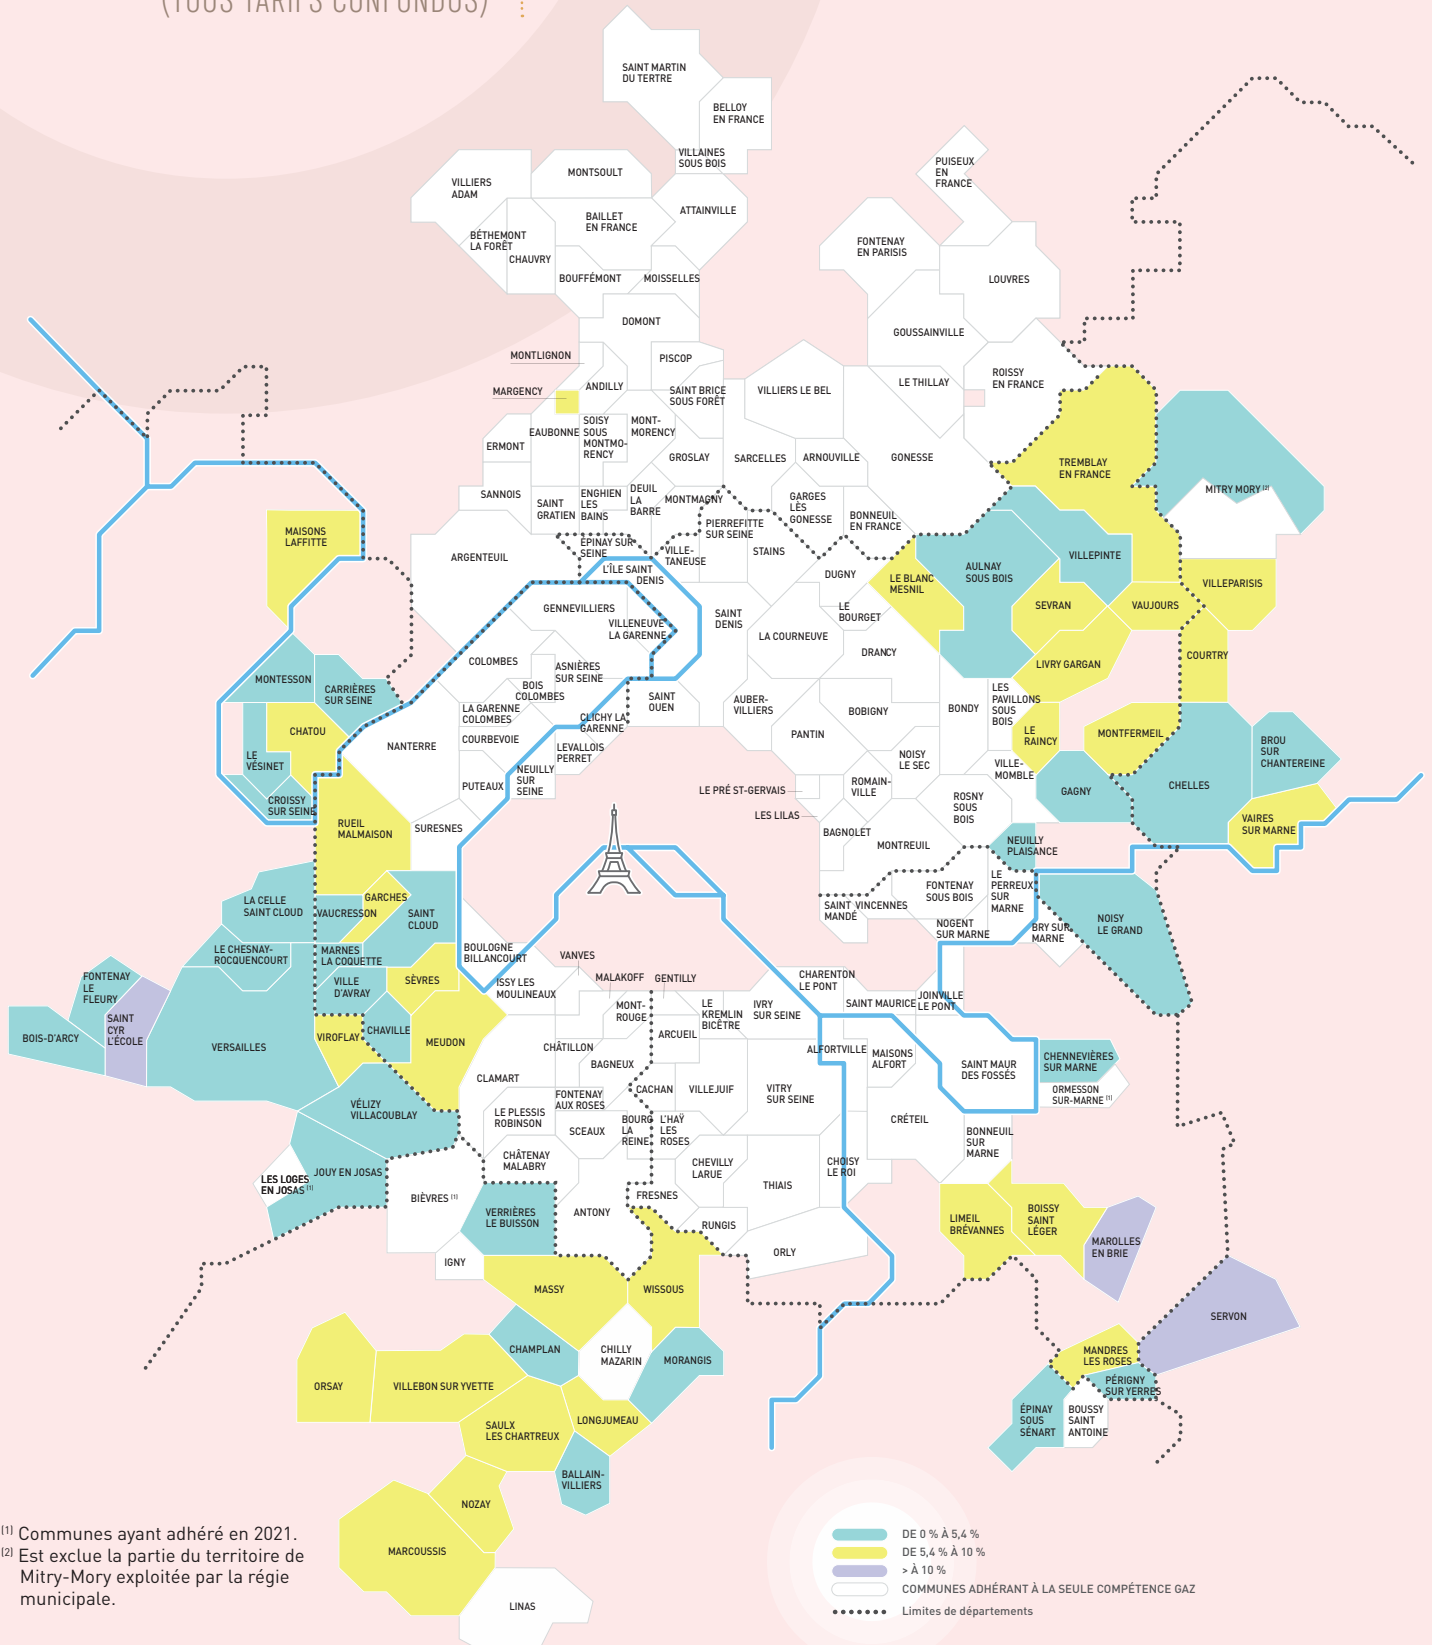 (TOUS TARIFS CONFONDUS)
SAINT MARTIN
DU TERTRE
BELLOY
EN FRANCE
VILLAINES
SOUS BOIS
MONTSOULT
VILLIERS
ADAM
PUISEUX
EN
FRANCE
BAILLET
EN FRANCE
ATTAINVILLE
BÉTHEMONT
LA FORÊT
CHAUVRY
FONTENAY
EN PARISIS
BOUFFÉMONT
MOISSELLES
LOUVRES
DOMONT
GOUSSAINVILLE
MONTLIGNON
PISCOP
MARGENCY
ANDILLY
SAINT BRICE
SOUS FORÊT
VILLIERS LE BEL
LE THILLAY
ROISSY
EN FRANCE
ERMONT
EAUBONNE
SOISY
SOUS
MONTMO-
RENCY
MONT-
MORENCY
GROSLAY
SARCELLES
ARNOUVILLE
GONESSE
TREMBLAY
EN FRANCE
MITRY MORY (2)
SANNOIS
SAINT
GRATIEN
ENGHIEN
LES
BAINS
DEUIL
LA
BARRE
MONTMAGNY
GARGES
LÈS
GONESSE
BONNEUIL
EN FRANCE
MAISONS
LAFFITTE
ARGENTEUIL
ÉPINAY SUR
SEINE
VILLE-
TANEUSE
PIERREFITTE
SUR SEINE
STAINS
L'ÎLE SAINT
DENIS
DUGNY
LE BLANC
MESNIL
AULNAY
SOUS BOIS
VILLEPINTE
VILLEPARISIS
GENNEVILLIERS
VILLENEUVE
LA GARENNE
SAINT
DENIS
LE
BOURGET
LA COURNEUVE
SEVRAN
VAUJOURS
DRANCY
COURTRY
COLOMBES
ASNIÈRES
SUR SEINE
BOIS
COLOMBES
LIVRY GARGAN
MONTESSON
CARRIÈRES
SUR SEINE
LA GARENNE
COLOMBES
CLICHY LA
GARENNE
SAINT
OUEN
AUBER-
VILLIERS
BOBIGNY
BONDY
LES
PAVILLONS
SOUS
BOIS
LE
RAINCY
MONTFERMEIL
CHATOU
LE
VÉSINET
NANTERRE
COURBEVOIE
LEVALLOIS
PERRET
PANTIN
NOISY
LE SEC
VILLE-
MOMBLE
BROU
SUR
CHANTEREINE
CROISSY
SUR SEINE
PUTEAUX
NEUILLY
SUR
SEINE
LE PRÉ ST-GERVAIS
ROMAIN-
VILLE
ROSNY
SOUS
BOIS
GAGNY
CHELLES
LES LILAS
VAIRES
SUR MARNE
RUEIL
MALMAISON
SURESNES
BAGNOLET
MONTREUIL
NEUILLY
PLAISANCE
LA CELLE
SAINT CLOUD
VAUCRESSON
GARCHES
SAINT
CLOUD
SAINT
MANDÉ
VINCENNES
FONTENAY
SOUS BOIS
LE
PERREUX
SUR
MARNE
NOGENT
SUR MARNE
BRY SUR
MARNE
NOISY
LE GRAND
LE CHESNAY-
ROCQUENCOURT
MARNES
LA COQUETTE
BOULOGNE
BILLANCOURT
VANVES
FONTENAY
LE
FLEURY
VILLE
D'AVRAY
SÈVRES
ISSY LES
MOULINEAUX
MALAKOFF
GENTILLY
CHARENTON
LE PONT
SAINT
CYR
L'ÉCOLE
MONT-
ROUGE
LE
KREMLIN
BICÊTRE
IVRY
SUR SEINE
SAINT MAURICE
JOINVILLE
LE PONT
BOIS-D'ARCY
VERSAILLES
VIROFLAY
CHAVILLE
MEUDON
CHÂTILLON
ARCUEIL
ALFORTVILLE
MAISONS
ALFORT
SAINT MAUR
DES FOSSÉS
CHENNEVIÈRES
SUR MARNE
BAGNEUX
CLAMART
VÉLIZY
VILLACOUBLAY
FONTENAY
AUX ROSES
CACHAN
VILLEJUIF
VITRY
SUR SEINE
ORMESSON
SUR-MARNE (1)
LE PLESSIS
ROBINSON
SCEAUX
BOURG
LA
REINE
L'HAŸ
LES
ROSES
CRÉTEIL
BONNEUIL
SUR
MARNE
CHÂTENAY
MALABRY
CHEVILLY
LARUE
CHOISY
LE ROI
LES LOGES
EN JOSAS (1)
JOUY EN JOSAS
BIÈVRES (1)
THIAIS
VERRIÈRES
LE BUISSON
ANTONY
FRESNES
RUNGIS
ORLY
LIMEIL
BRÉVANNES
BOISSY
SAINT
LÉGER
MAROLLES
EN BRIE
IGNY
MASSY
WISSOUS
SERVON
CHAMPLAN
CHILLY
MAZARIN
MORANGIS
MANDRES
LES ROSES
ORSAY
VILLEBON SUR YVETTE
PÉRIGNY
SUR YERRES
SAULX
LES CHARTREUX
LONGJUMEAU
ÉPINAY
SOUS
SÉNART
BOUSSY
SAINT
ANTOINE
BALLAIN-
VILLIERS
NOZAY
MARCOUSSIS
LINAS
(1) Communes ayant adhéré en 2021.
(2) Est exclue la partie du territoire de
Mitry-Mory exploitée par la régie
municipale.
DE 0 % À 5,4 %
DE 5,4 % À 10 %
> À 10 %
COMMUNES ADHÉRANT À LA SEULE COMPÉTENCE GAZ
Limites de départements